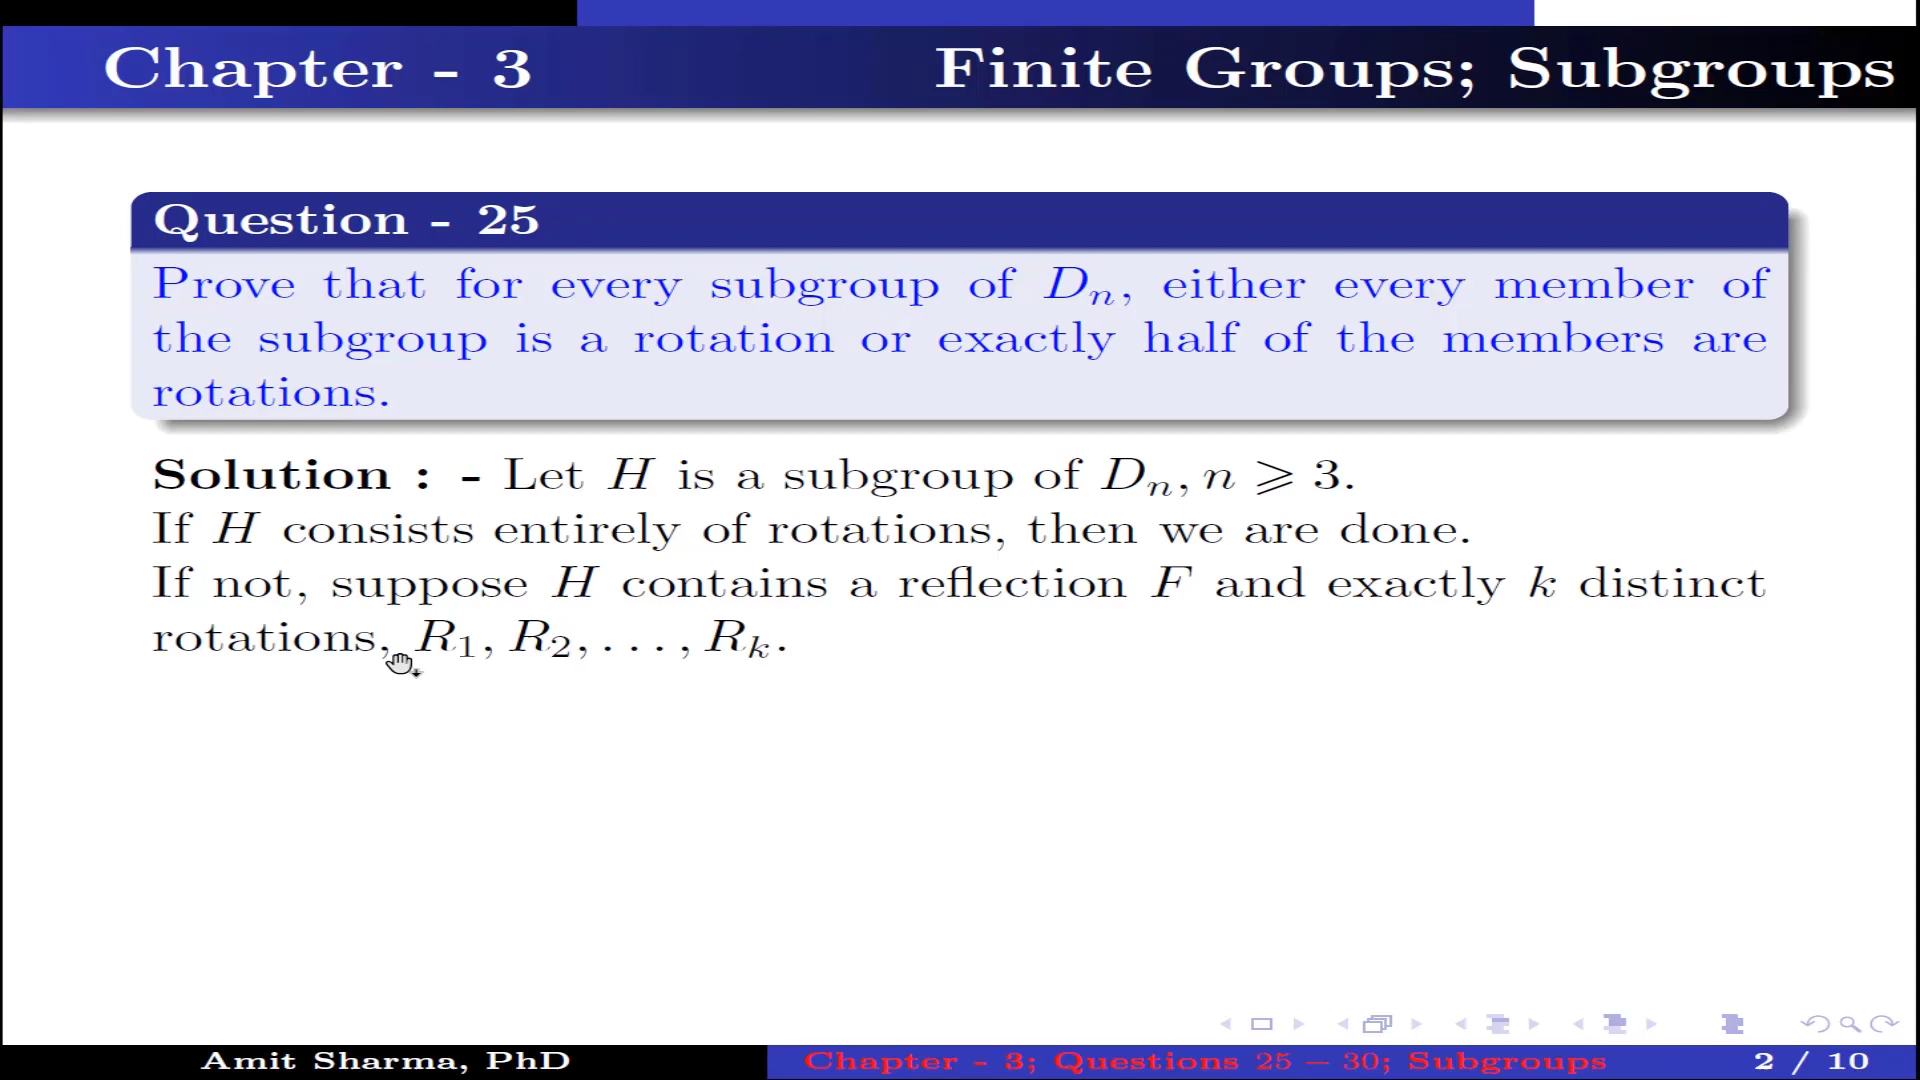 Chapter - 3 Finite Groups; Subgroups
Question - 25
Prove that for every subgroup of Dₙ, either every member of
the subgroup is a rotation or exactly half of the members are
rotations.
Solution : - Let H is a subgroup of Dₙ, n ⩾ 3.
If H consists entirely of rotations, then we are done.
If not, suppose H contains a reflection F and exactly k distinct
rotations, R₁, R₂, . . . , Rₖ.
Amit Sharma, PhD Chapter - 3; Questions 25 – 30; Subgroups 2 / 10